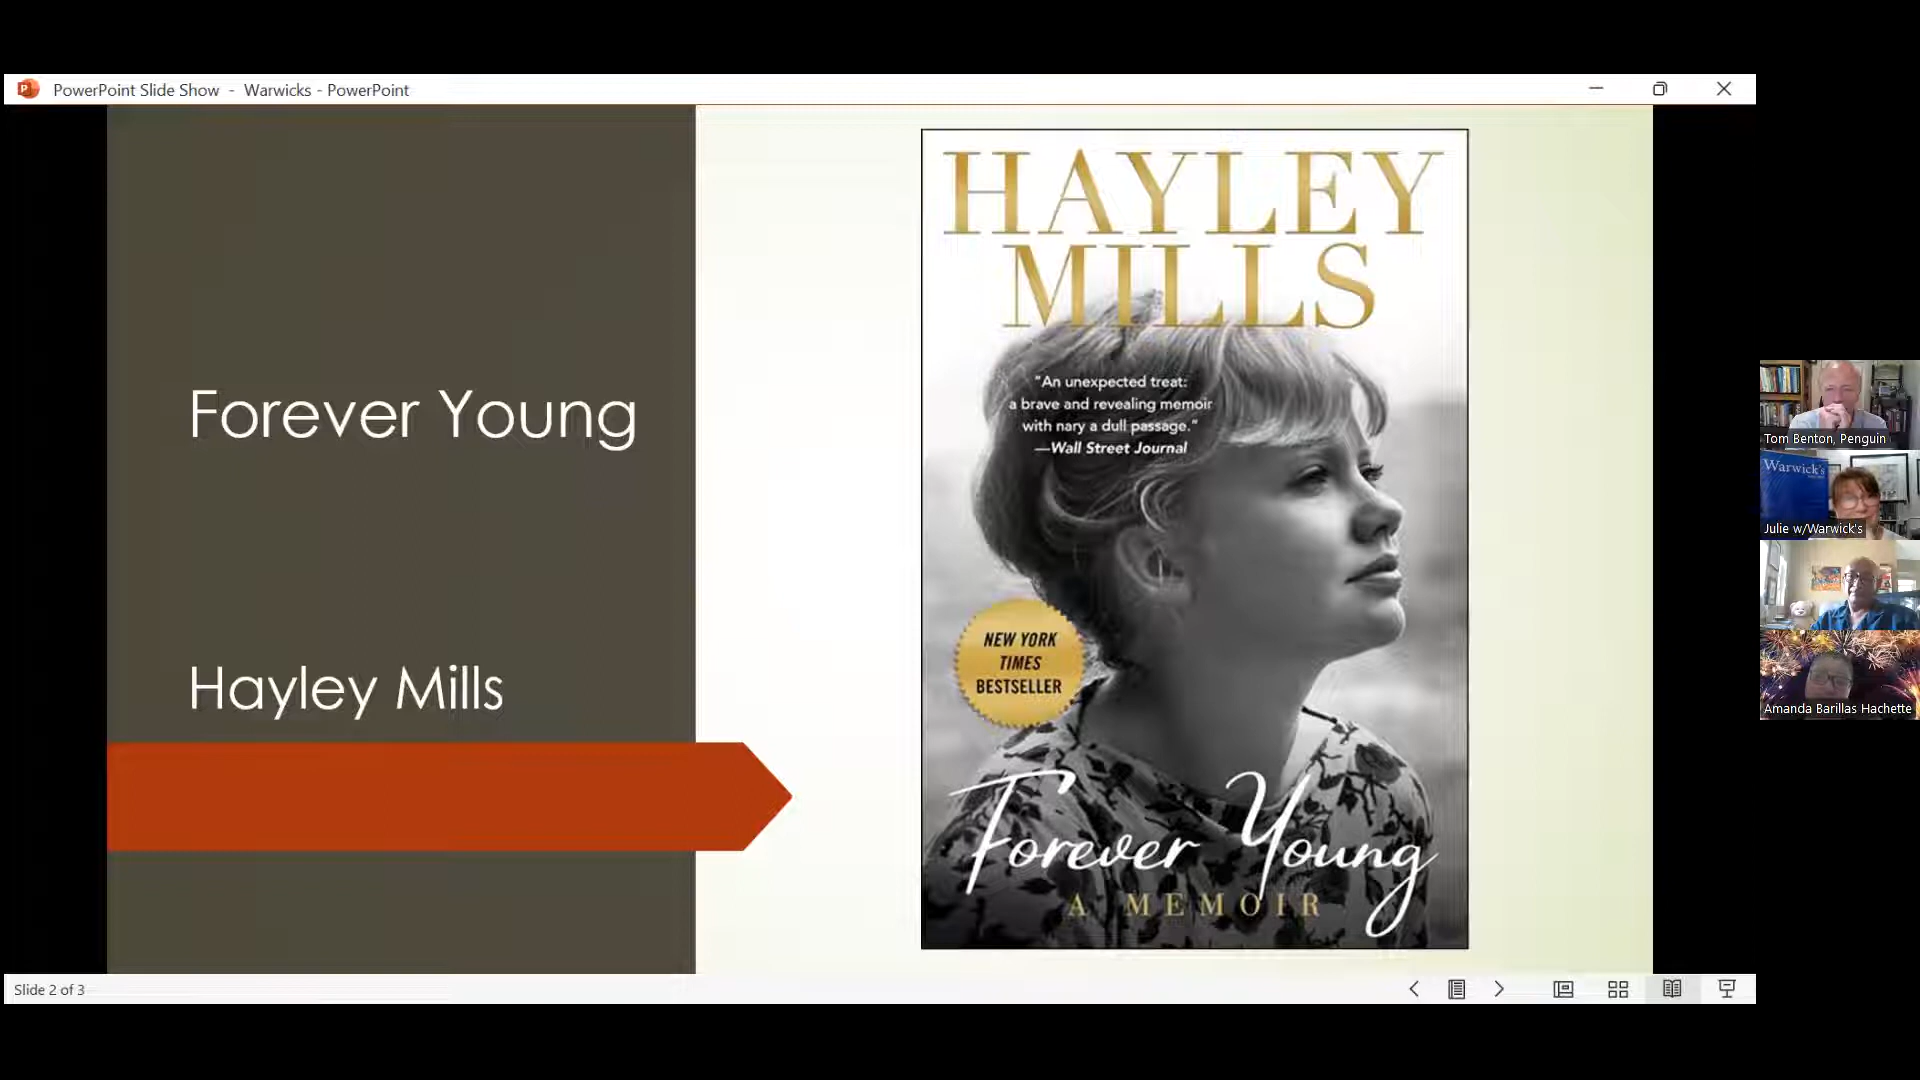 PowerPoint Slide Show - Warwicks - PowerPoint
Forever Young
Hayley Mills
HAYLEY
MILLS
"An unexpected treat:
a brave and revealing memoir
with nary a dull passage."
—Wall Street Journal
NEW YORK
TIMES
BESTSELLER
Forever Young
A MEMOIR
Tom Benton, Penguin
Warwick's
Julie w/Warwick's
Amanda Barillas Hachette
Slide 2 of 3